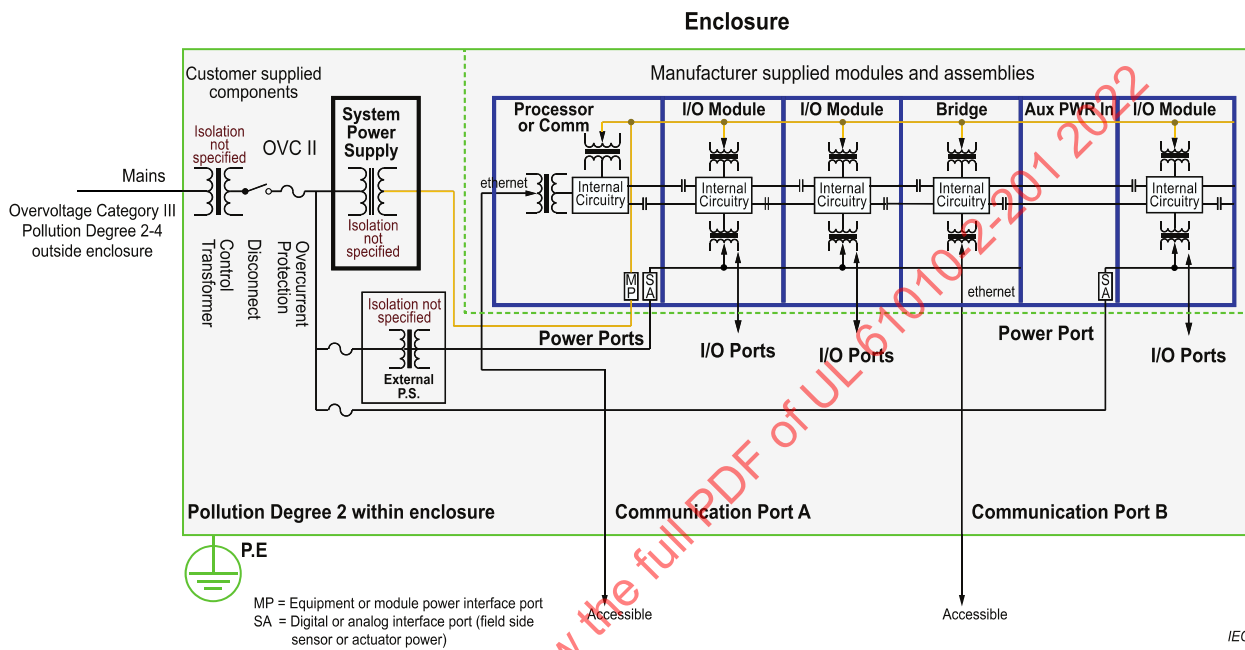 Enclosure
Customer supplied
components
Manufacturer supplied modules and assemblies
Isolation
not
specified
OVC II
System
Power
Supply
Isolation
not
specified
Mains
Overvoltage Category III
Pollution Degree 2-4
outside enclosure
Control
Transformer
Disconnect
Overcurrent
Protection
Isolation not
specified
External
P.S.
Processor
or Comm
I/O Module
I/O Module
Bridge
Aux PWR In
I/O Module
ethernet
Internal
Circuitry
Internal
Circuitry
Internal
Circuitry
Internal
Circuitry
Internal
Circuitry
MP
SA
ethernet
SA
Power Ports
I/O Ports
I/O Ports
Power Port
I/O Ports
Pollution Degree 2 within enclosure
Communication Port A
Communication Port B
P.E
MP = Equipment or module power interface port
SA = Digital or analog interface port (field side
sensor or actuator power)
Accessible
Accessible
IEC
the full PDF of UL 61010-2-201 2022